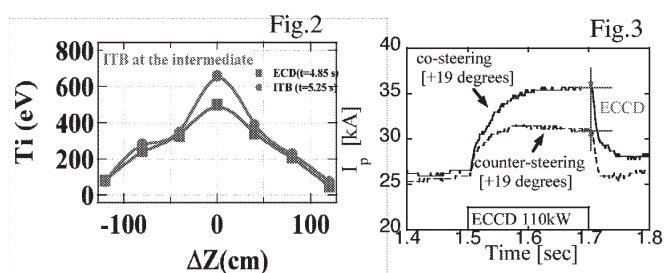 Fig.2
ITB at the intermediate
ECD(t=4.85 s)
ITB(t=5.25 s)
Ti (eV)
800
600
400
200
0
-100
0
100
ΔZ(cm)
Fig.3
co-steering
[+19 degrees]
ECCD
counter-steering
[+19 degrees]
ECCD 110kW
I_p [kA]
40
35
30
25
20
1.4
1.5
1.6
1.7
1.8
Time [sec]